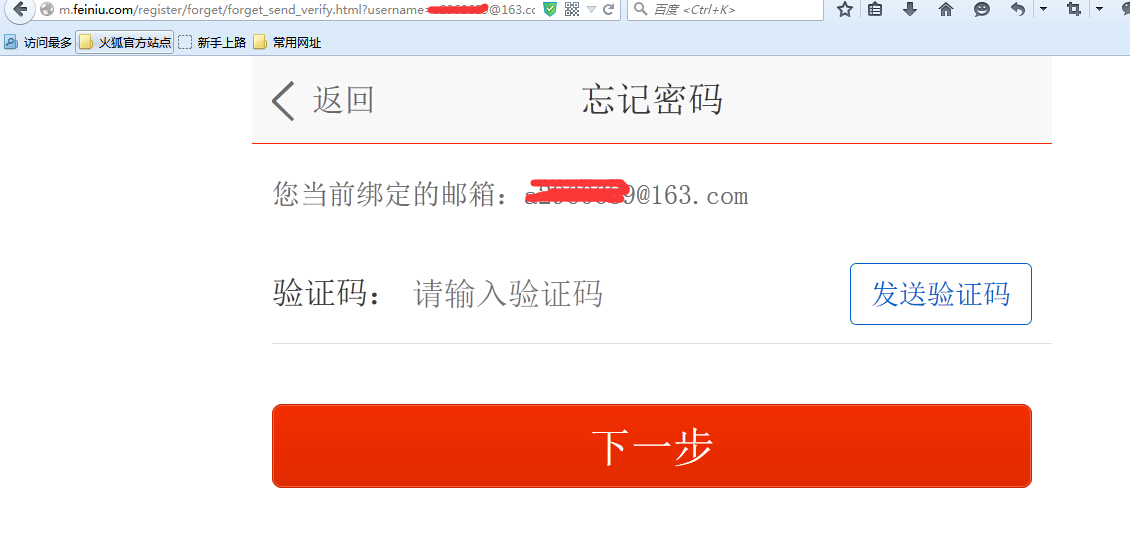 m.feiniu.com/register/forget/forget_send_verify.html?username= @163.cc
百度 <Ctrl+K>
访问最多 火狐官方站点 新手上路 常用网址
返回 忘记密码
您当前绑定的邮箱： 9@163.com
验证码： 请输入验证码 发送验证码
下一步